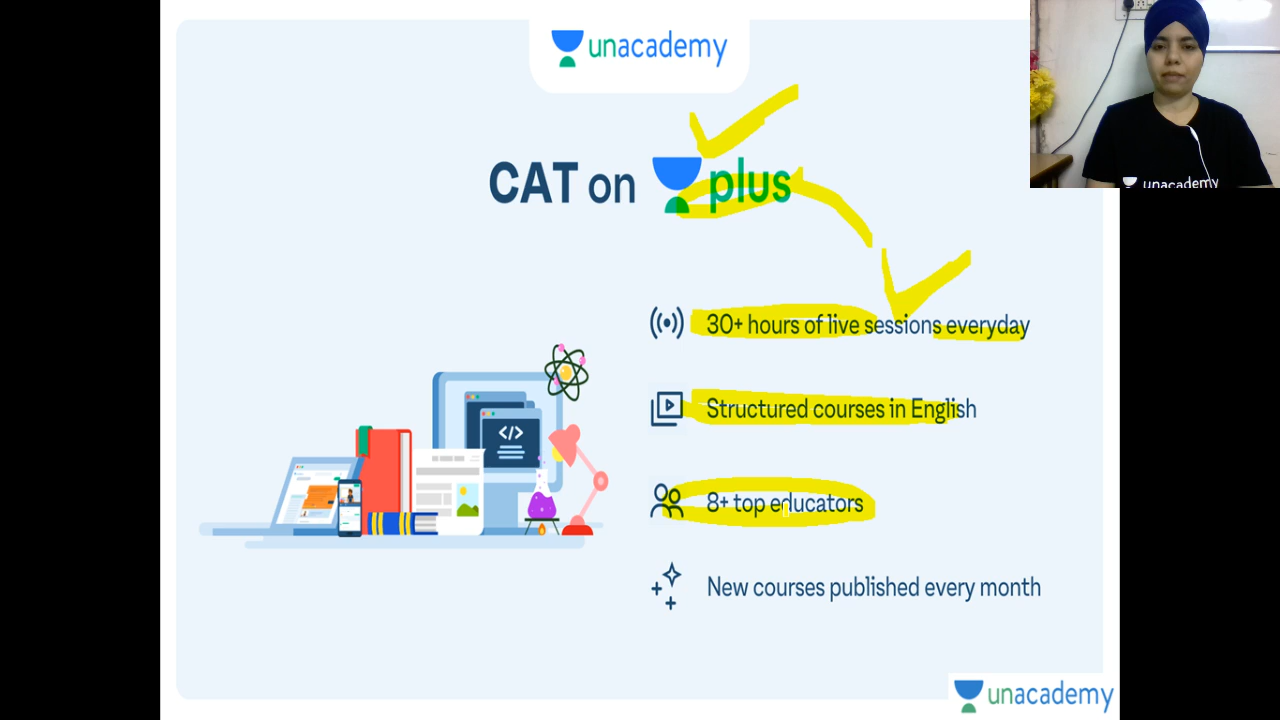 unacademy
CAT on plus
30+ hours of live sessions everyday
Structured courses in English
8+ top educators
New courses published every month
</>
unacademy
unacademy